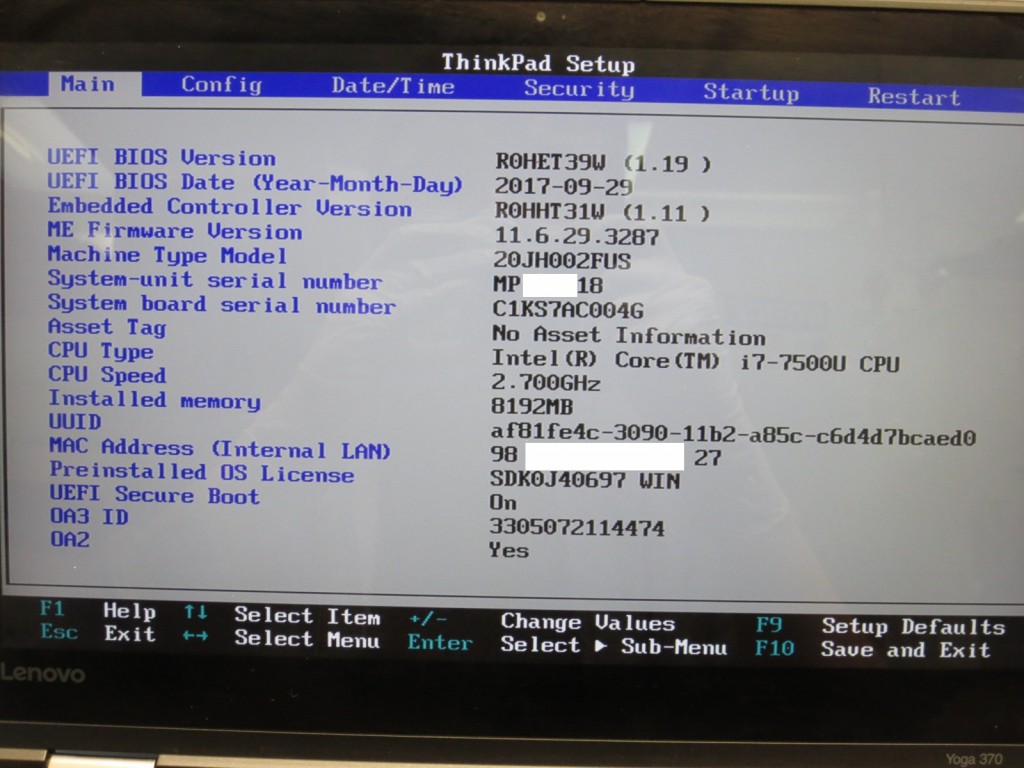 ThinkPad Setup
Main Config Date/Time Security Startup Restart
UEFI BIOS Version R0HET39W (1.19 )
UEFI BIOS Date (Year-Month-Day) 2017-09-29
Embedded Controller Version R0HHT31W (1.11 )
ME Firmware Version 11.6.29.3287
Machine Type Model 20JH002FUS
System-unit serial number MP 18
System board serial number C1KS7AC004G
Asset Tag No Asset Information
CPU Type Intel(R) Core(TM) i7-7500U CPU
CPU Speed 2.700GHz
Installed memory 8192MB
UUID af81fe4c-3090-11b2-a85c-c6d4d7bcaed0
MAC Address (Internal LAN) 98 27
Preinstalled OS License SDK0J40697 WIN
UEFI Secure Boot On
OA3 ID 3305072114474
OA2 Yes
F1 Help ↑↓ Select Item +/- Change Values F9 Setup Defaults
Esc Exit ←→ Select Menu Enter Select ▶ Sub-Menu F10 Save and Exit
Lenovo
Yoga 370